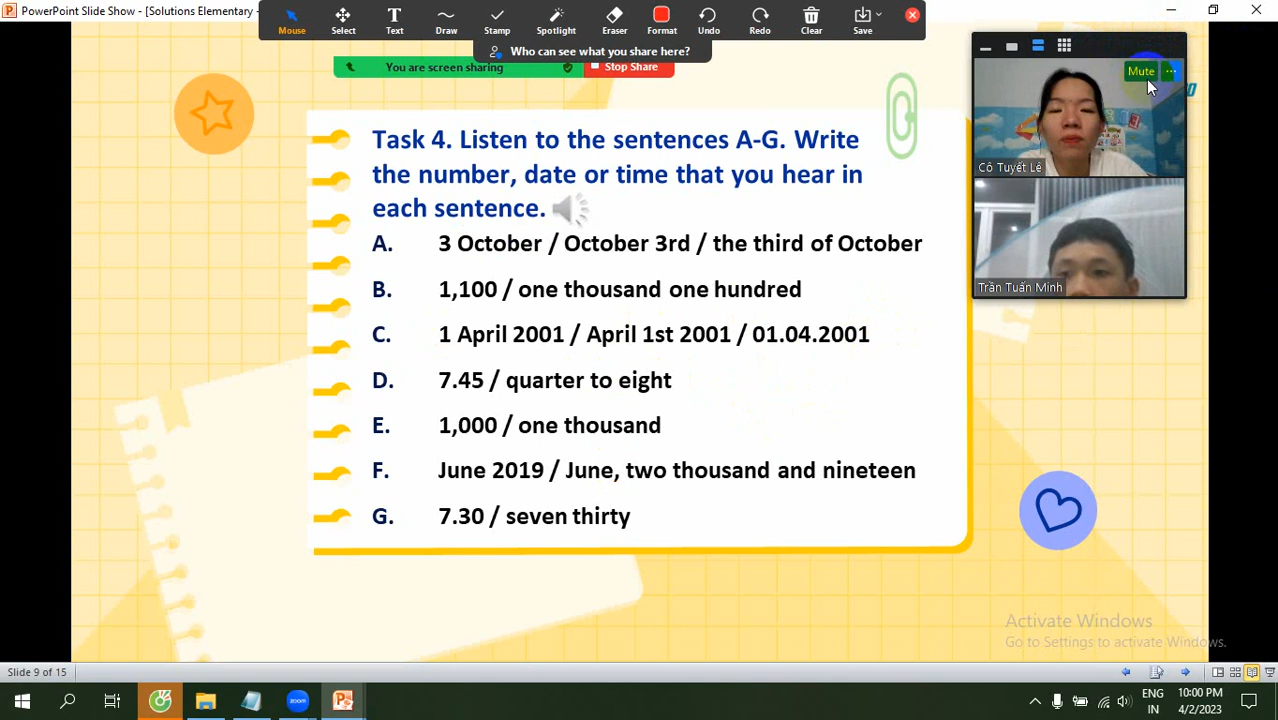 PowerPoint Slide Show - [Solutions Elementary -
Mouse Select Text Draw Stamp Spotlight Eraser Format Undo Redo Clear Save
Who can see what you share here?
You are screen sharing Stop Share
Mute ...
Cô Tuyết Lê
Trần Tuấn Minh
Task 4. Listen to the sentences A-G. Write
the number, date or time that you hear in
each sentence.
A. 3 October / October 3rd / the third of October
B. 1,100 / one thousand one hundred
C. 1 April 2001 / April 1st 2001 / 01.04.2001
D. 7.45 / quarter to eight
E. 1,000 / one thousand
F. June 2019 / June, two thousand and nineteen
G. 7.30 / seven thirty
Activate Windows
Go to Settings to activate Windows.
Slide 9 of 15
zoom
ENG 10:00 PM
IN 4/2/2023